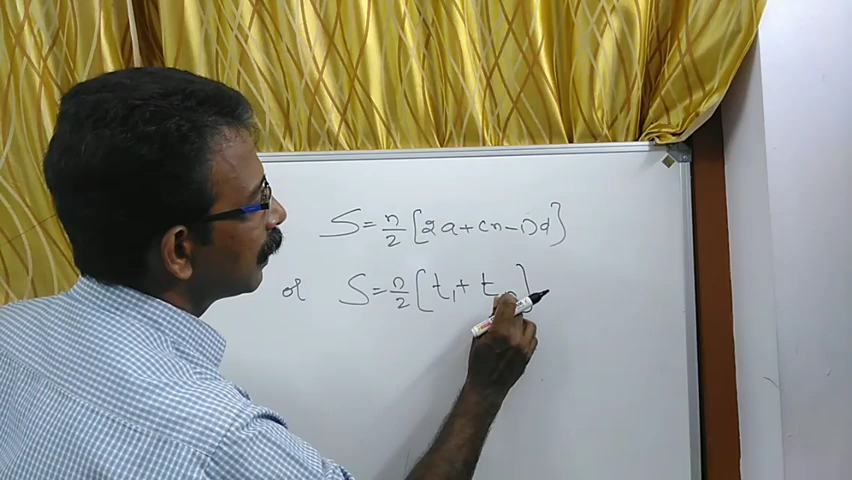 S = n/2 [2a + (n-1)d]
or S = n/2 [t₁ + tₙ]